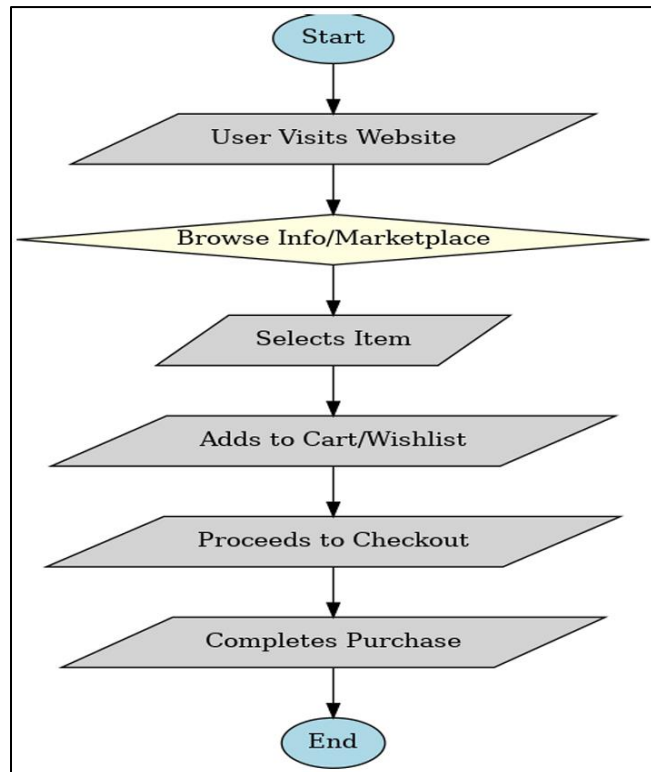 Start
User Visits Website
Browse Info/Marketplace
Selects Item
Adds to Cart/Wishlist
Proceeds to Checkout
Completes Purchase
End